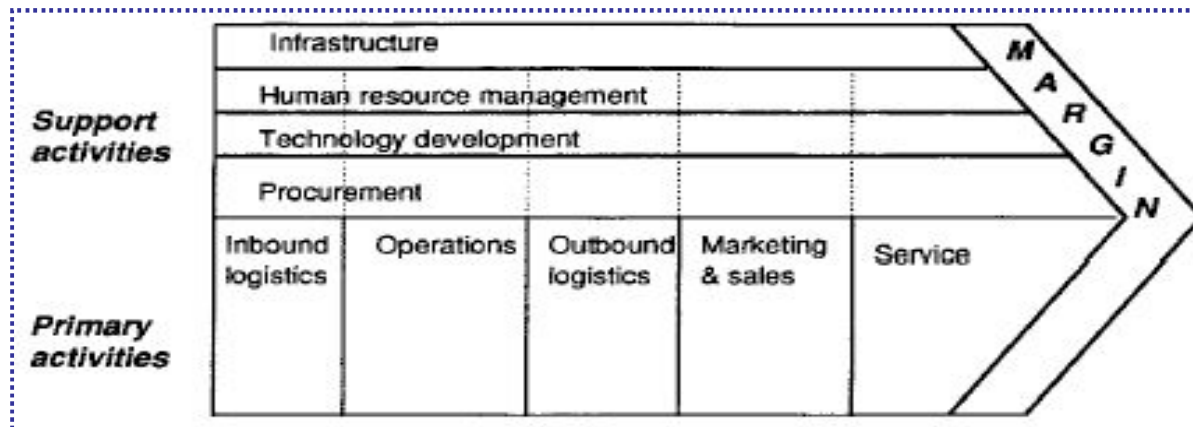 Infrastructure
Human resource management
Support
activities
Technology development
Procurement
MARGIN
Inbound
logistics
Operations
Outbound
logistics
Marketing
& sales
Service
Primary
activities